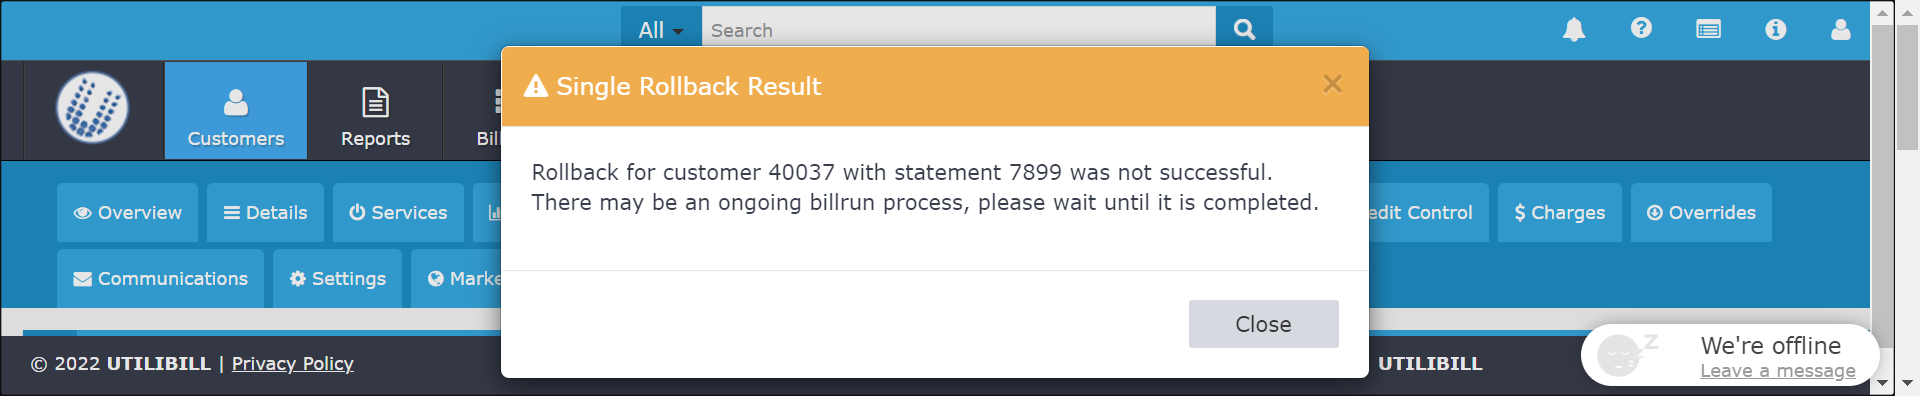 All
Search
Single Rollback Result
×
Customers
Reports
Bil
Rollback for customer 40037 with statement 7899 was not successful.
There may be an ongoing billrun process, please wait until it is completed.
Overview
Details
Services
edit Control
$ Charges
Overrides
Communications
Settings
Marke
Close
© 2022 UTILIBILL | Privacy Policy
UTILIBILL
We're offline
Leave a message